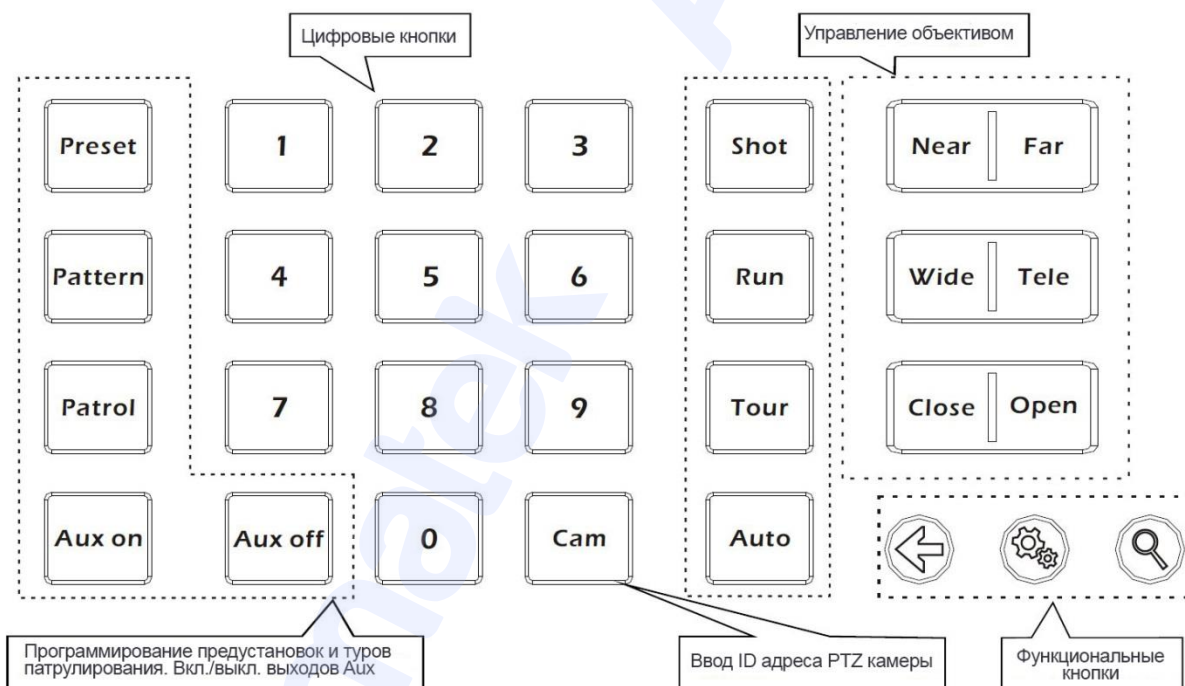 Цифровые кнопки
Управление объективом
Preset 1 2 3 Shot Near Far
Pattern 4 5 6 Run Wide Tele
Patrol 7 8 9 Tour Close Open
Aux on Aux off 0 Cam Auto
Программирование предустановок и туров
патрулирования. Вкл./выкл. выходов Aux
Ввод ID адреса PTZ камеры
Функциональные
кнопки